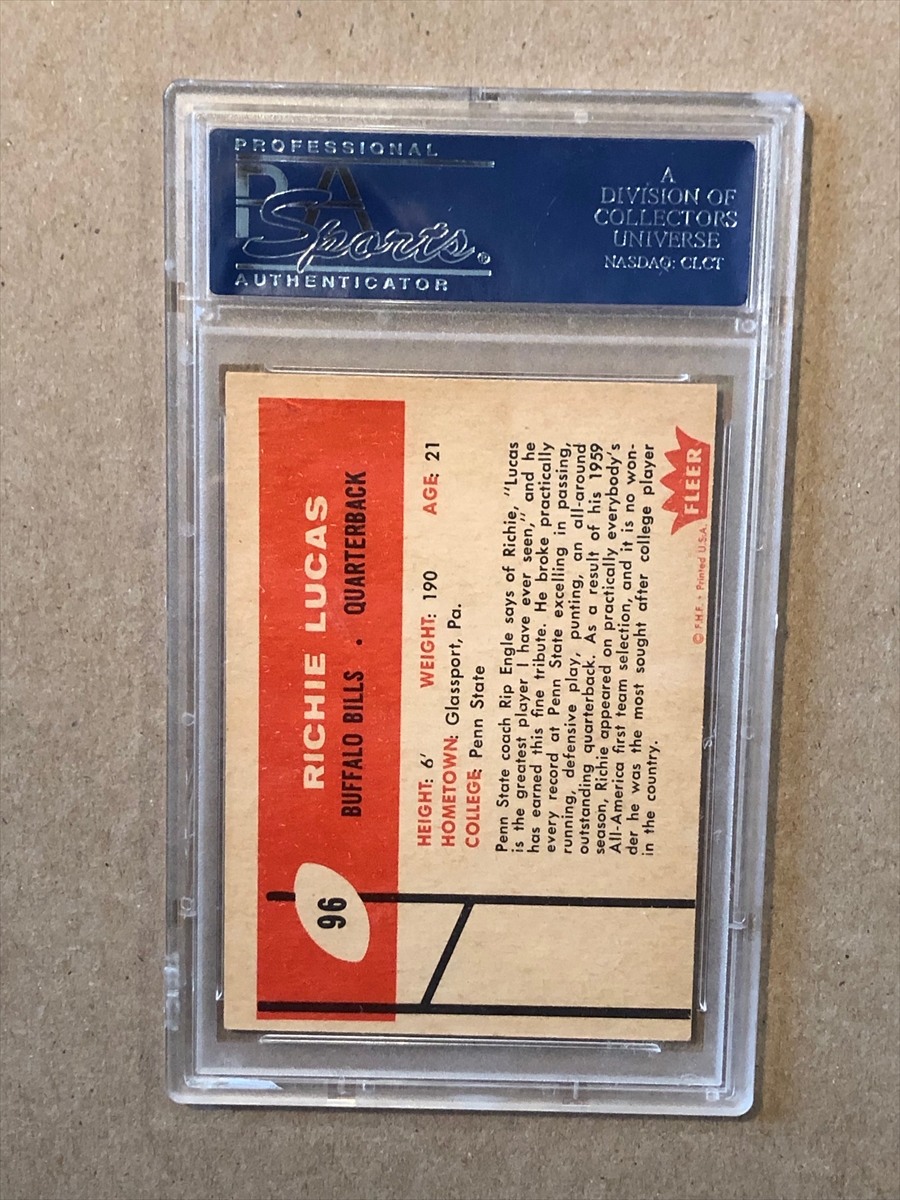 PROFESSIONAL
PSA
Sports®
AUTHENTICATOR
A
DIVISION OF
COLLECTORS
UNIVERSE
NASDAQ: CLCT
96
RICHIE LUCAS
BUFFALO BILLS • QUARTERBACK
HEIGHT: 6' WEIGHT: 190 AGE: 21
HOMETOWN: Glassport, Pa.
COLLEGE: Penn State
Penn State coach Rip Engle says of Richie, "Lucas
is the greatest player I have ever seen," and he
has earned this fine tribute. He broke practically
every record at Penn State excelling in passing,
running, defensive play, punting, an all-around
outstanding quarterback. As a result of his 1959
season, Richie appeared on practically everybody's
All-America first team selection, and it is no won-
der he was the most sought after college player
in the country.
© F.H.F. • Printed U.S.A.
FLEER